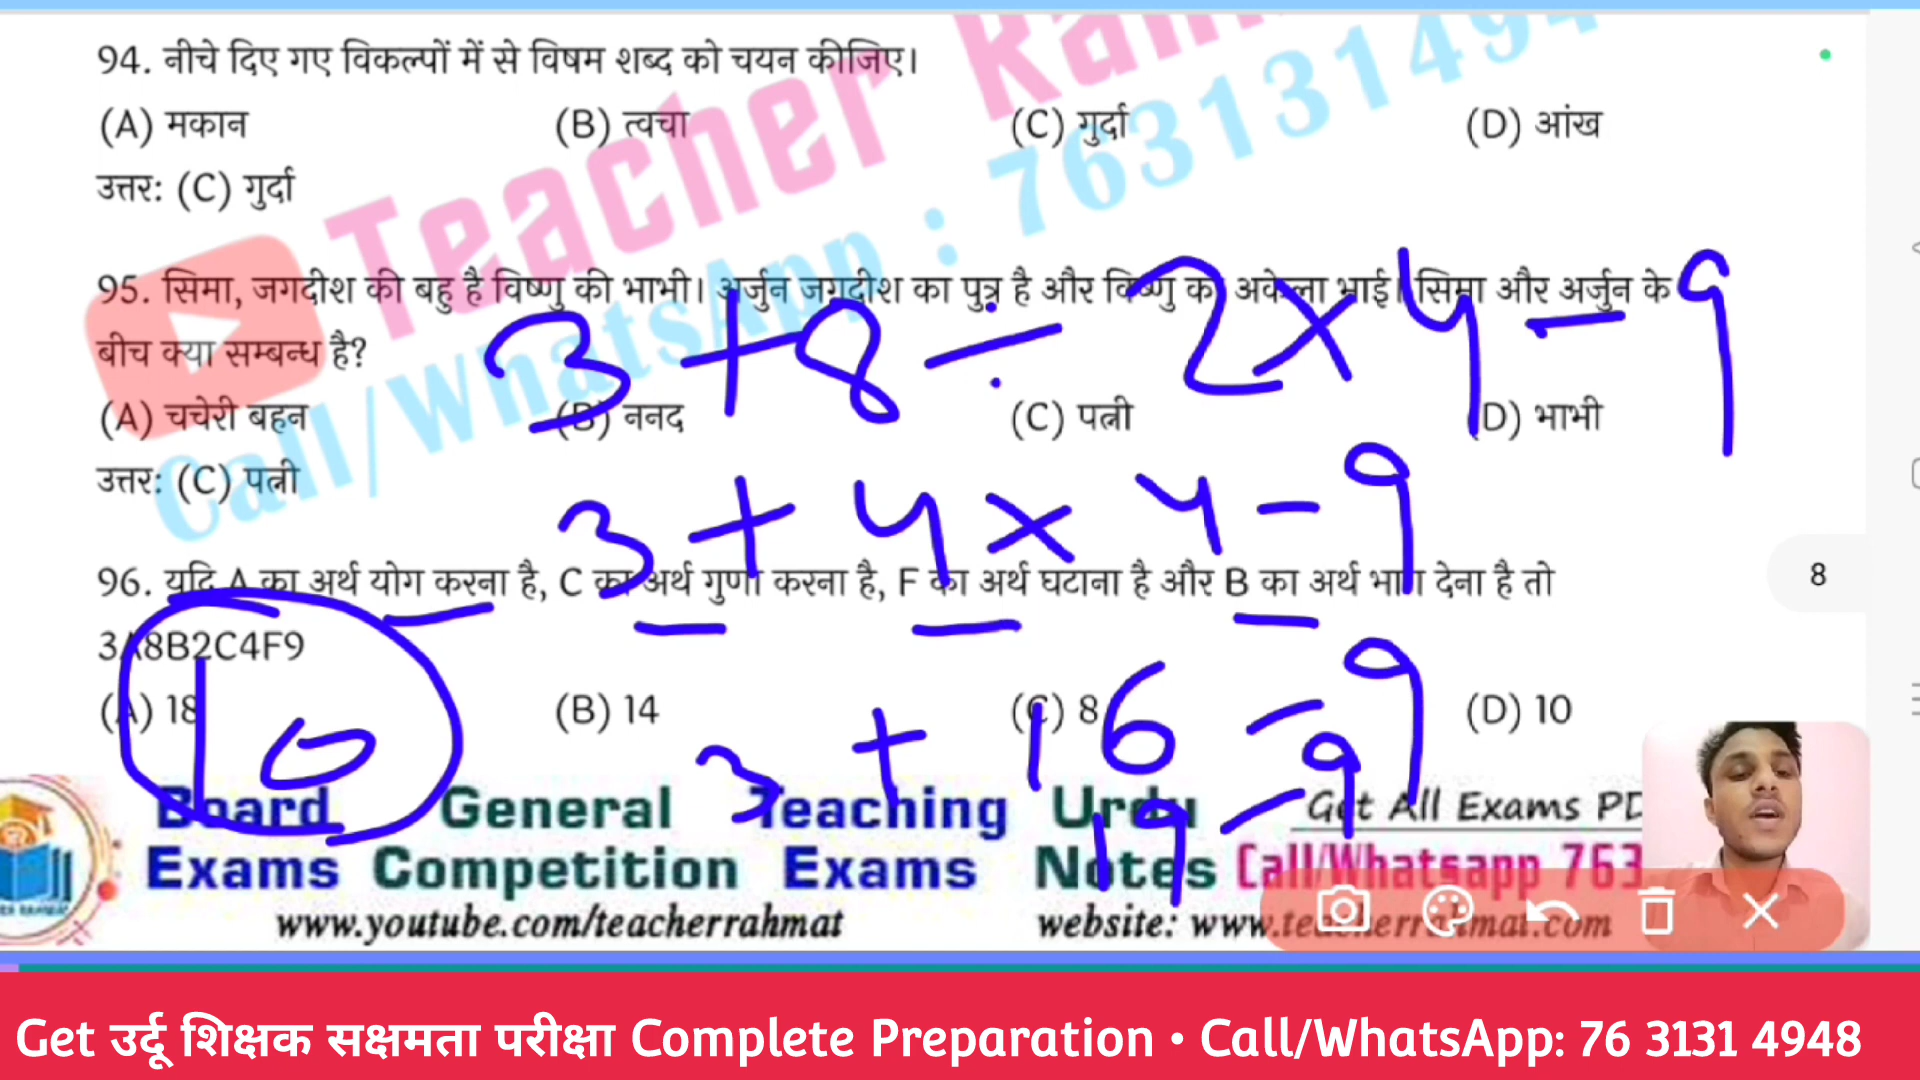 94. नीचे दिए गए विकल्पों में से विषम शब्द को चयन कीजिए।
(A) मकान (B) त्वचा (C) गुर्दा (D) आंख
उत्तर: (C) गुर्दा
95. सिमा, जगदीश की बहु है विष्णु की भाभी। अर्जुन जगदीश का पुत्र है और विष्णु का अकेला भाई। सिमा और अर्जुन के
बीच क्या सम्बन्ध है?
(A) चचेरी बहन (B) ननद (C) पत्नी (D) भाभी
उत्तर: (C) पत्नी
3 + 8 ÷ 2 × 4 - 9
3 + 4 × 4 - 9
96. यदि A का अर्थ योग करना है, C का अर्थ गुणा करना है, F का अर्थ घटाना है और B का अर्थ भाग देना है तो
3A8B2C4F9
(A) 18 (B) 14 (C) 8 (D) 10
3 + 16 - 9
19 - 9
10
8
Teacher
Call/WhatsApp : 76313149
Board General Teaching Urdu
Exams Competition Exams Notes
Get All Exams PD
Call/Whatsapp 763
www.youtube.com/teacherrahmat website: www.teacherrahmat.com
Get उर्दू शिक्षक सक्षमता परीक्षा Complete Preparation • Call/WhatsApp: 76 3131 4948